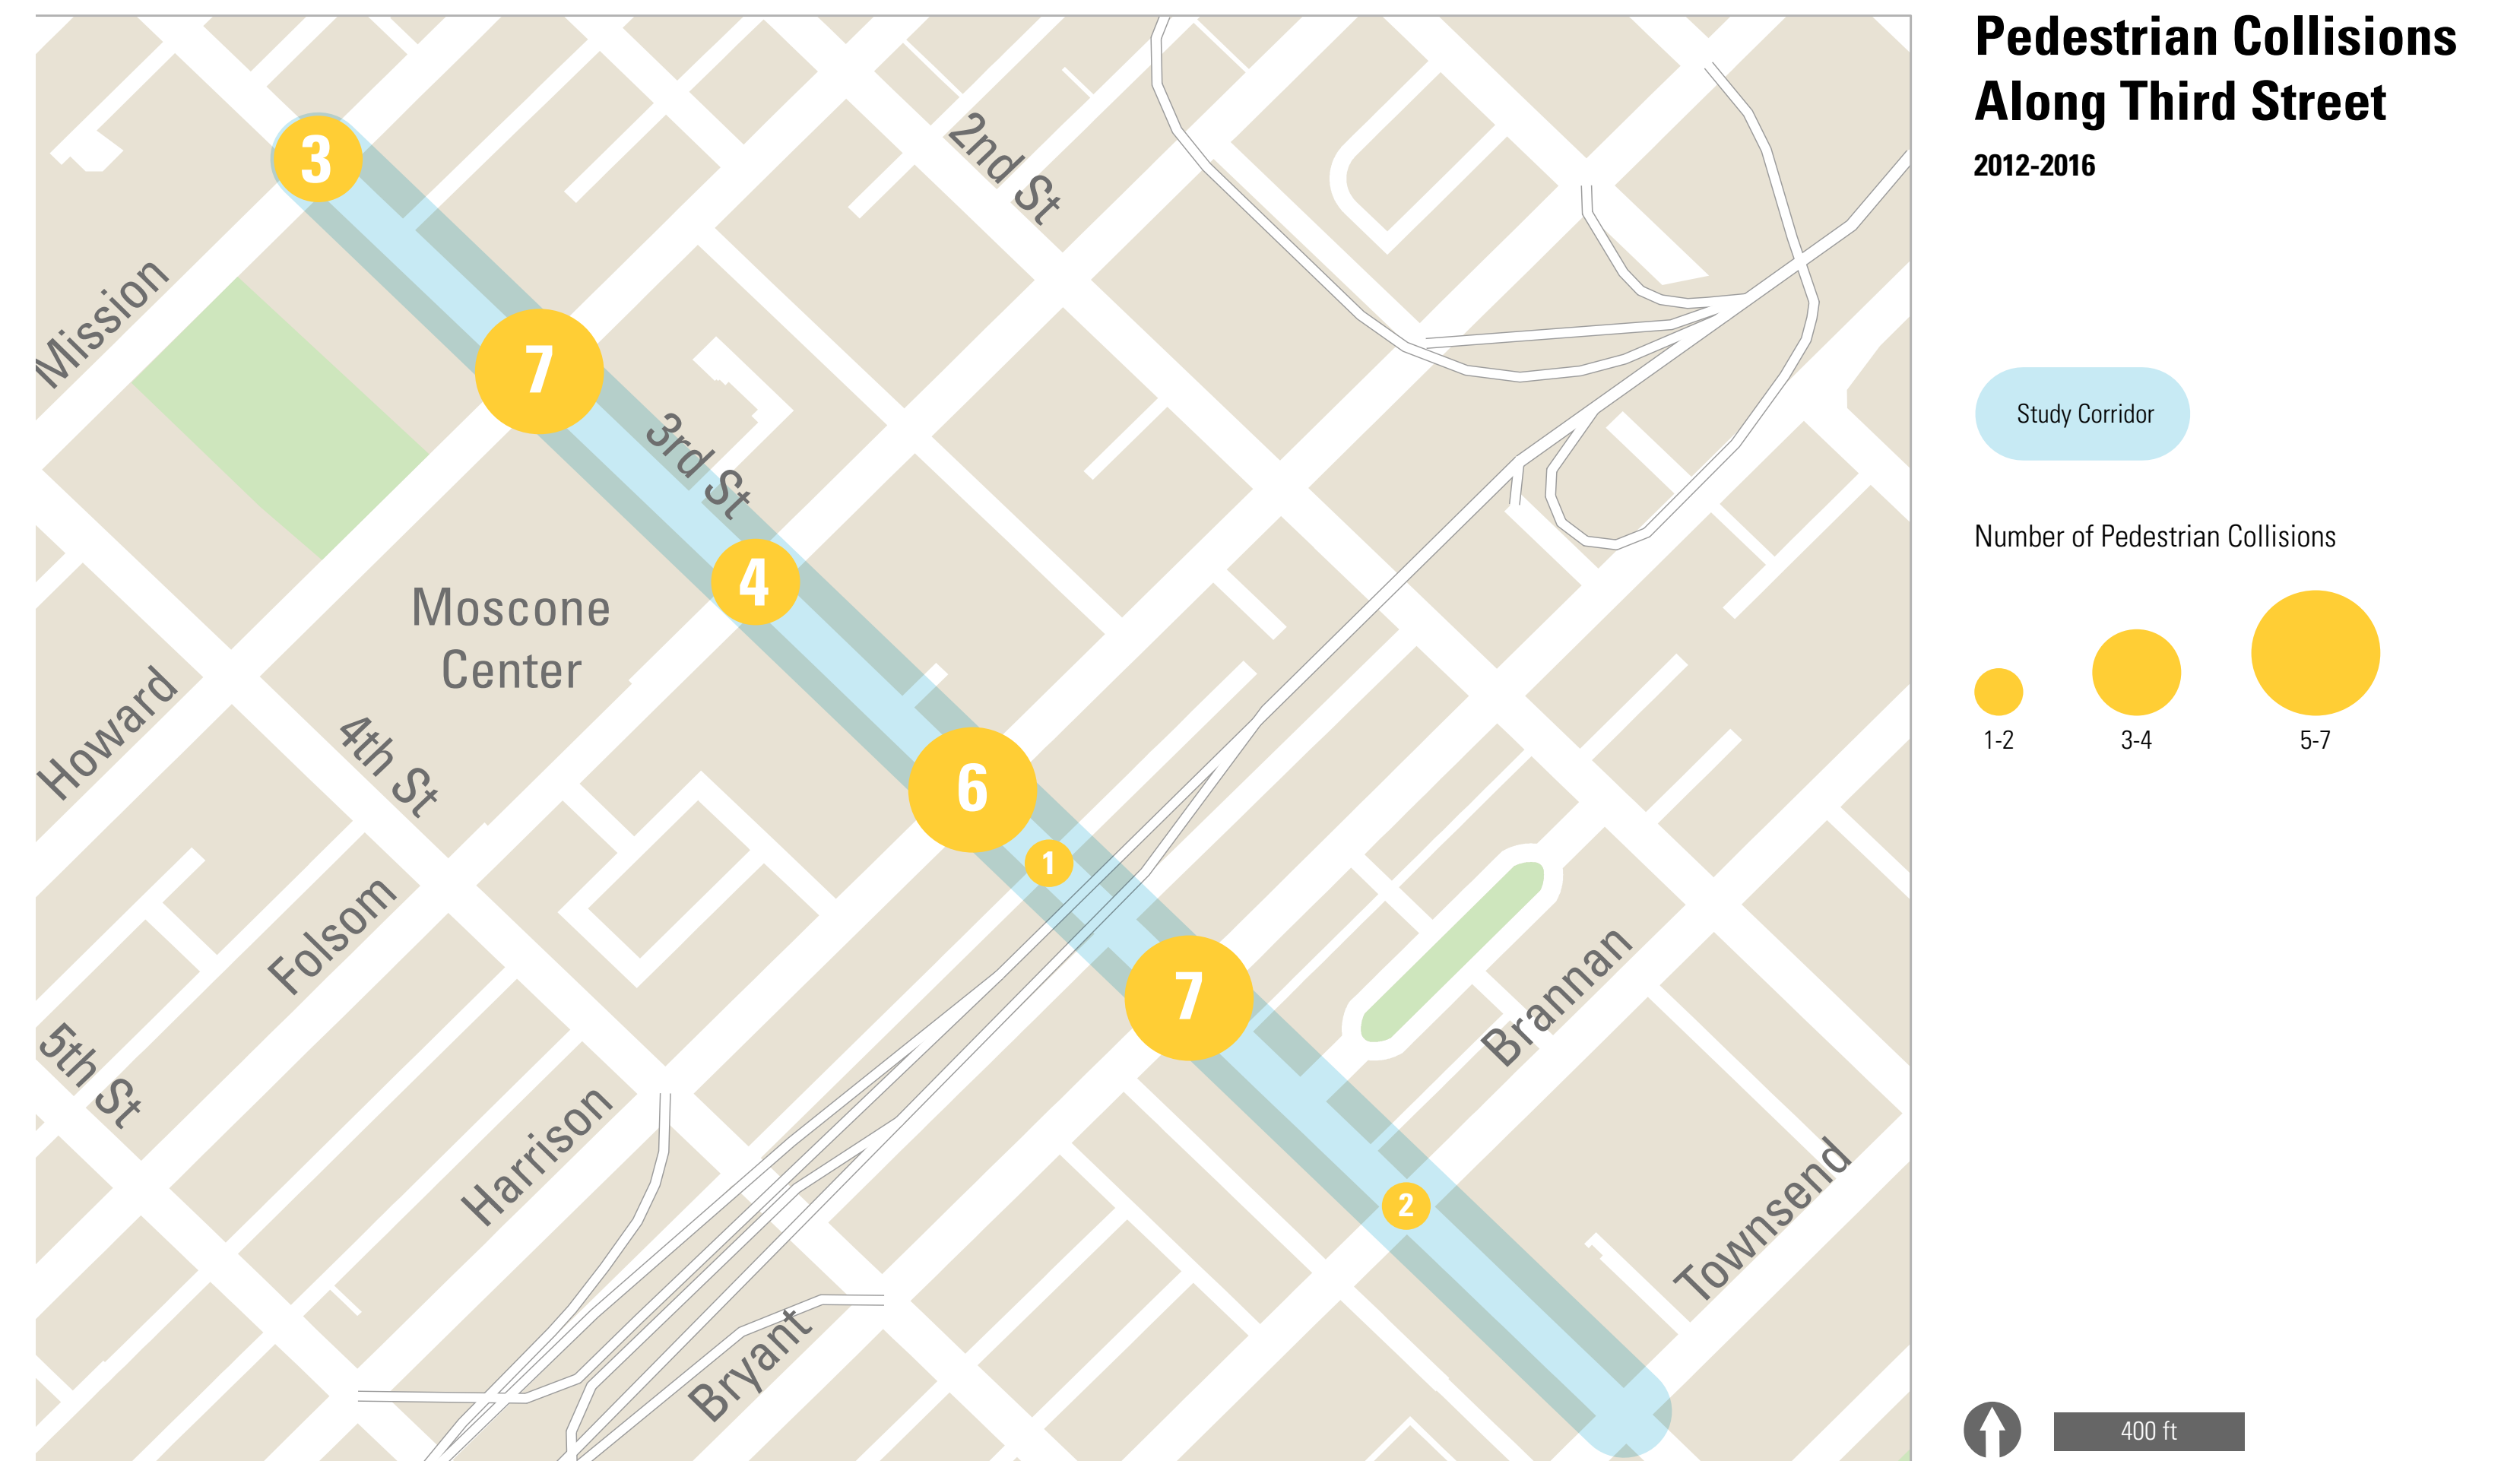 Pedestrian Collisions
Along Third Street
2012-2016
Study Corridor
Number of Pedestrian Collisions
1-2
3-4
5-7
400 ft
3
7
4
6
1
7
2
2nd St
3rd St
4th St
5th St
Mission
Howard
Folsom
Harrison
Bryant
Brannan
Townsend
Moscone
Center